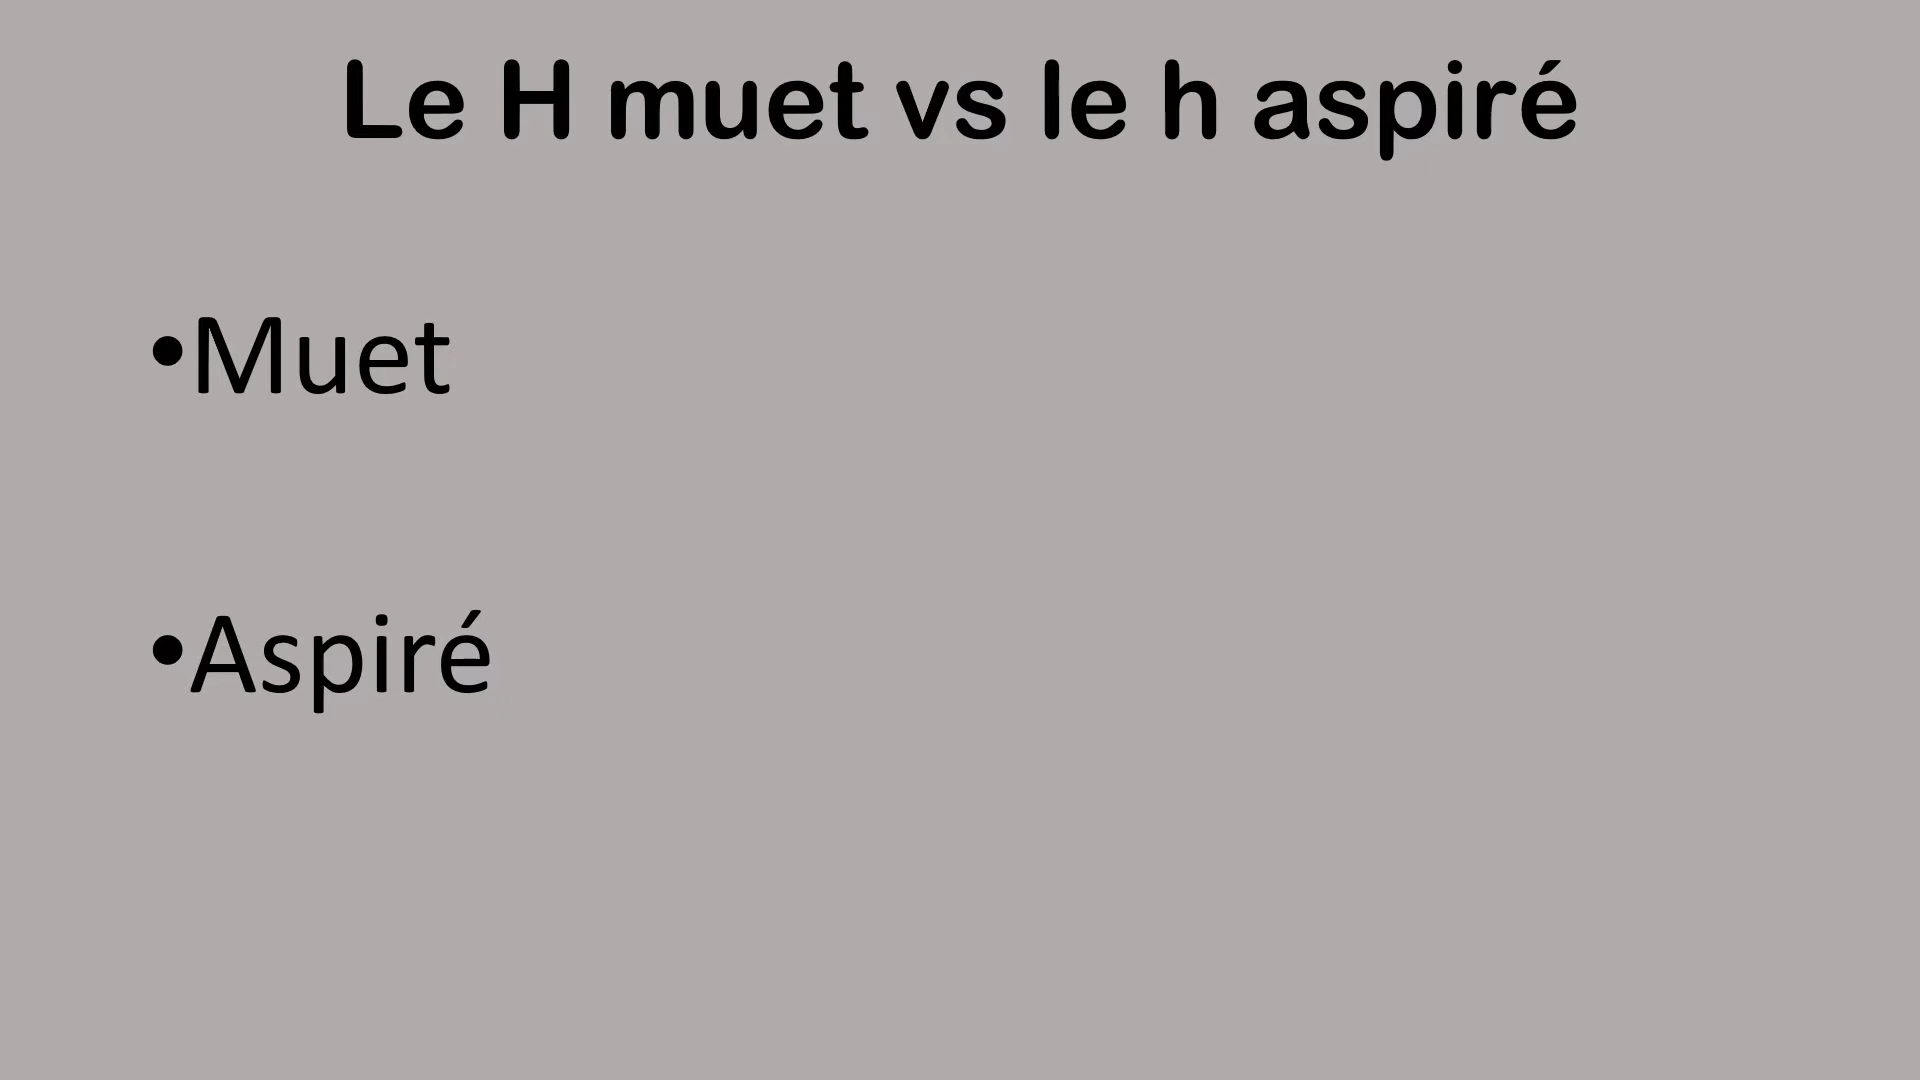 Le H muet vs le h aspiré
•Muet
•Aspiré